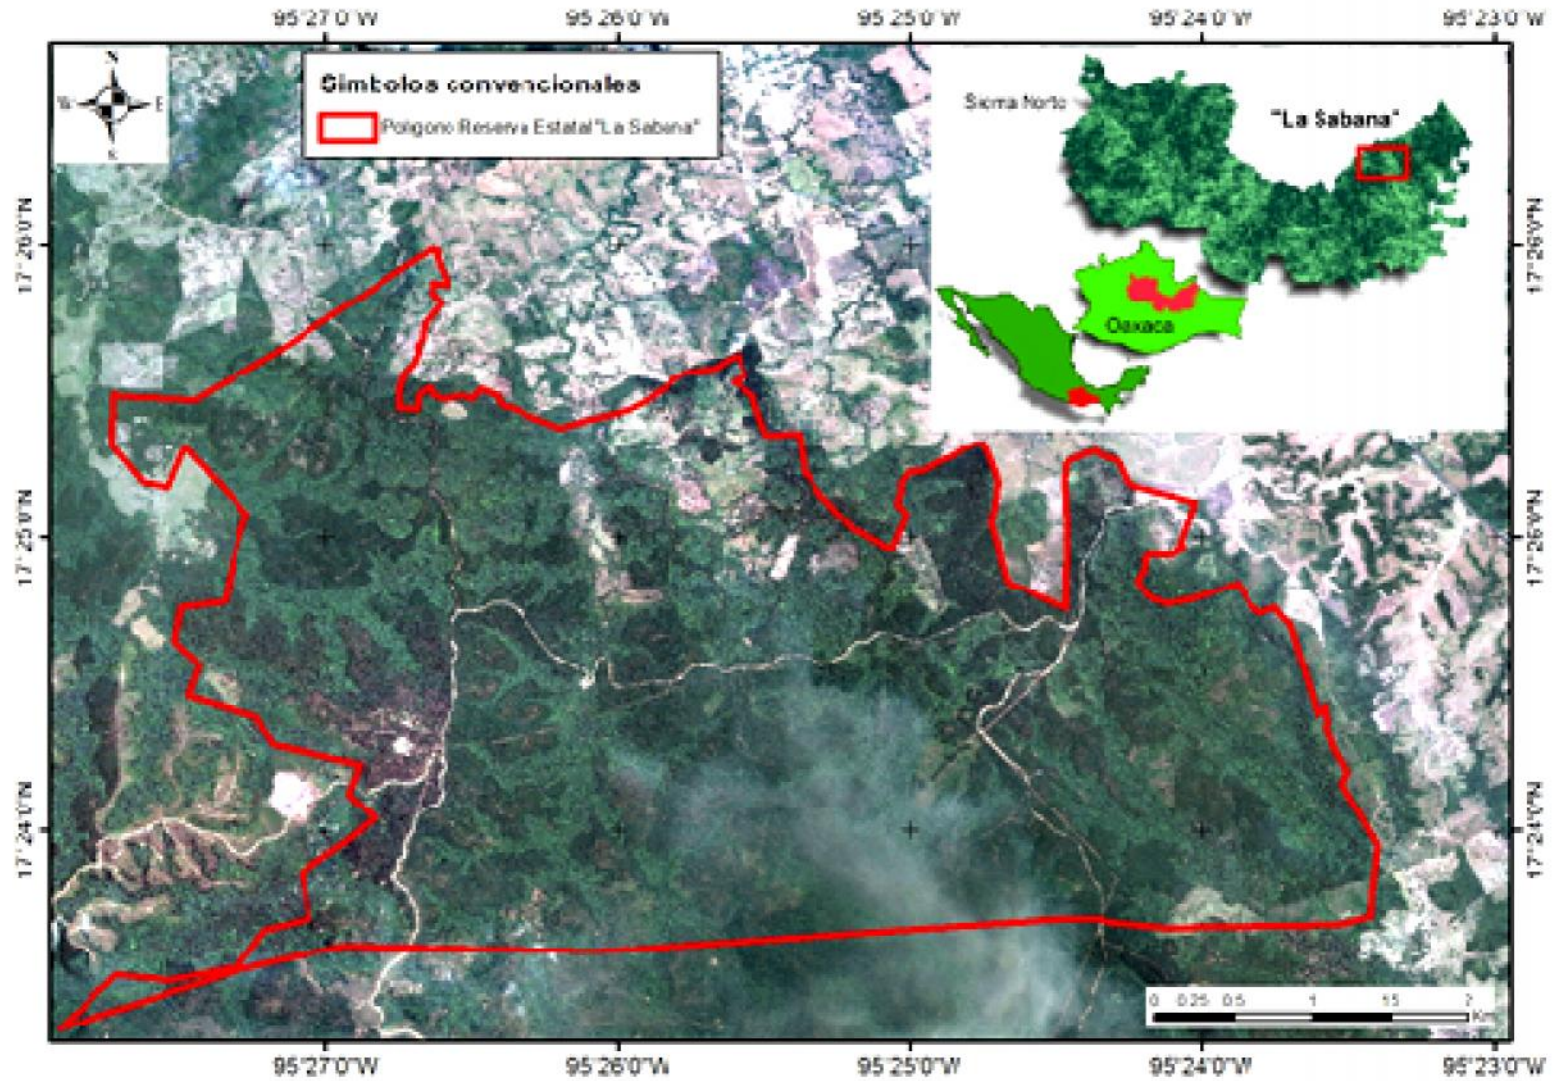 95°27'0"W 95°26'0"W 95°25'0"W 95°24'0"W 95°23'0"W
N
W E
Simbolos convencionales
Poligono Reserva Estatal "La Sabana"
Sierra Norte
"La Sabana"
Oaxaca
17°26'0"N 17°26'0"N
17°25'0"N 17°25'0"N
17°24'0"N 17°24'0"N
0 0.25 0.5 1 1.5 2
Km
95°27'0"W 95°26'0"W 95°25'0"W 95°24'0"W 95°23'0"W